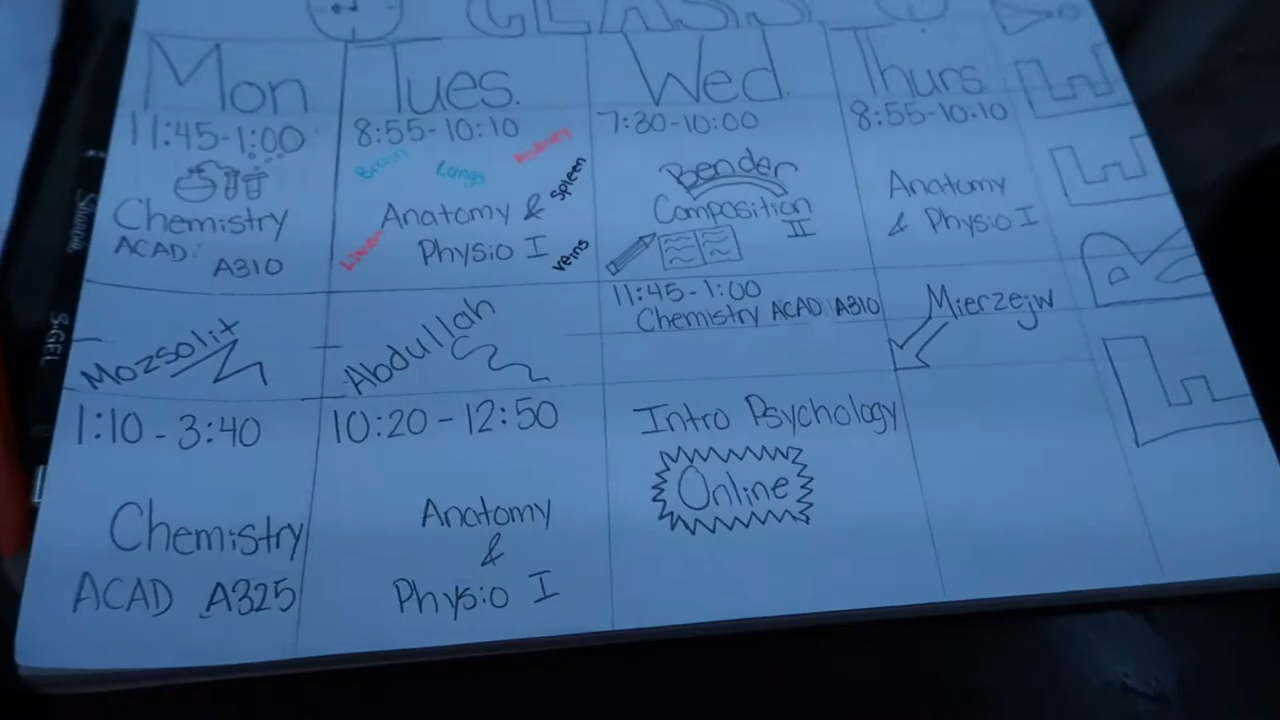 CLASS
Mon
Tues.
Wed.
Thurs
11:45-1:00
Chemistry
ACAD:
A310
Mozsolit
1:10 - 3:40
Chemistry
ACAD A325
8:55-10:10
Brain
Lungs
Kidney
Spleen
Anatomy &
Physio I
Liver
Veins
Abdullah
10:20-12:50
Anatomy
&
Physio I
7:30-10:00
Bender
Composition
II
11:45-1:00
Chemistry ACAD A310
Intro Psychology
Online
8:55-10:10
Anatomy
& Physio I
Mierzejw